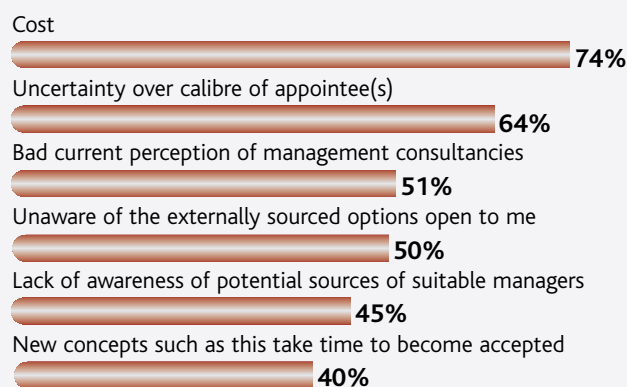 Cost
74%
Uncertainty over calibre of appointee(s)
64%
Bad current perception of management consultancies
51%
Unaware of the externally sourced options open to me
50%
Lack of awareness of potential sources of suitable managers
45%
New concepts such as this take time to become accepted
40%